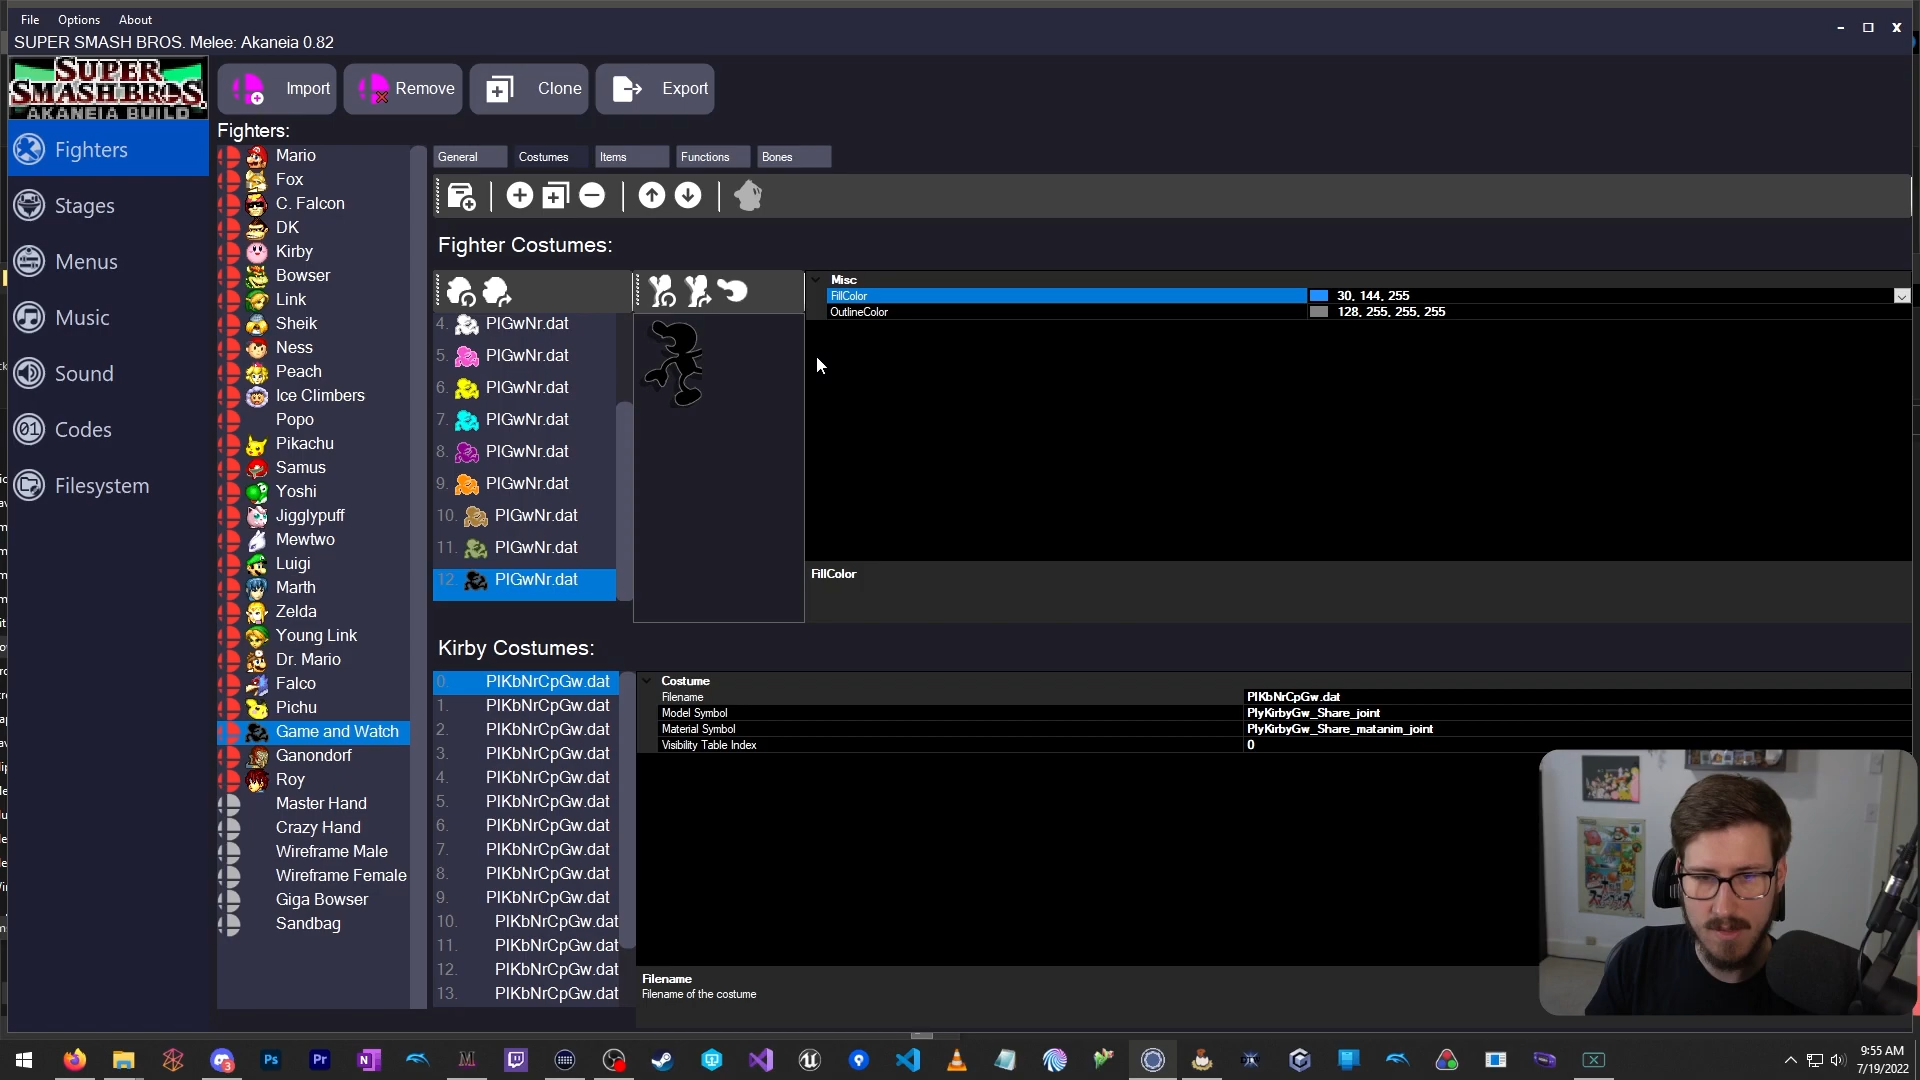 File Options About
SUPER SMASH BROS. Melee: Akaneia 0.82
SUPER
SMASH BROS.
AKANEIA BUILD
Import Remove Clone Export
Fighters
Stages
Menus
Music
Sound
Codes
Filesystem
Fighters:
Mario
Fox
C. Falcon
DK
Kirby
Bowser
Link
Sheik
Ness
Peach
Ice Climbers
Popo
Pikachu
Samus
Yoshi
Jigglypuff
Mewtwo
Luigi
Marth
Zelda
Young Link
Dr. Mario
Falco
Pichu
Game and Watch
Ganondorf
Roy
Master Hand
Crazy Hand
Wireframe Male
Wireframe Female
Giga Bowser
Sandbag
General Costumes Items Functions Bones
Fighter Costumes:
4. PlGwNr.dat
5. PlGwNr.dat
6. PlGwNr.dat
7. PlGwNr.dat
8. PlGwNr.dat
9. PlGwNr.dat
10. PlGwNr.dat
11. PlGwNr.dat
12. PlGwNr.dat
Misc
FillColor 30, 144, 255
OutlineColor 128, 255, 255, 255
FillColor
Kirby Costumes:
0. PlKbNrCpGw.dat
1. PlKbNrCpGw.dat
2. PlKbNrCpGw.dat
3. PlKbNrCpGw.dat
4. PlKbNrCpGw.dat
5. PlKbNrCpGw.dat
6. PlKbNrCpGw.dat
7. PlKbNrCpGw.dat
8. PlKbNrCpGw.dat
9. PlKbNrCpGw.dat
10. PlKbNrCpGw.dat
11. PlKbNrCpGw.dat
12. PlKbNrCpGw.dat
13. PlKbNrCpGw.dat
Costume
Filename PlKbNrCpGw.dat
Model Symbol PlyKirbyGw_Share_joint
Material Symbol PlyKirbyGw_Share_matanim_joint
Visibility Table Index 0
Filename
Filename of the costume
9:55 AM
7/19/2022